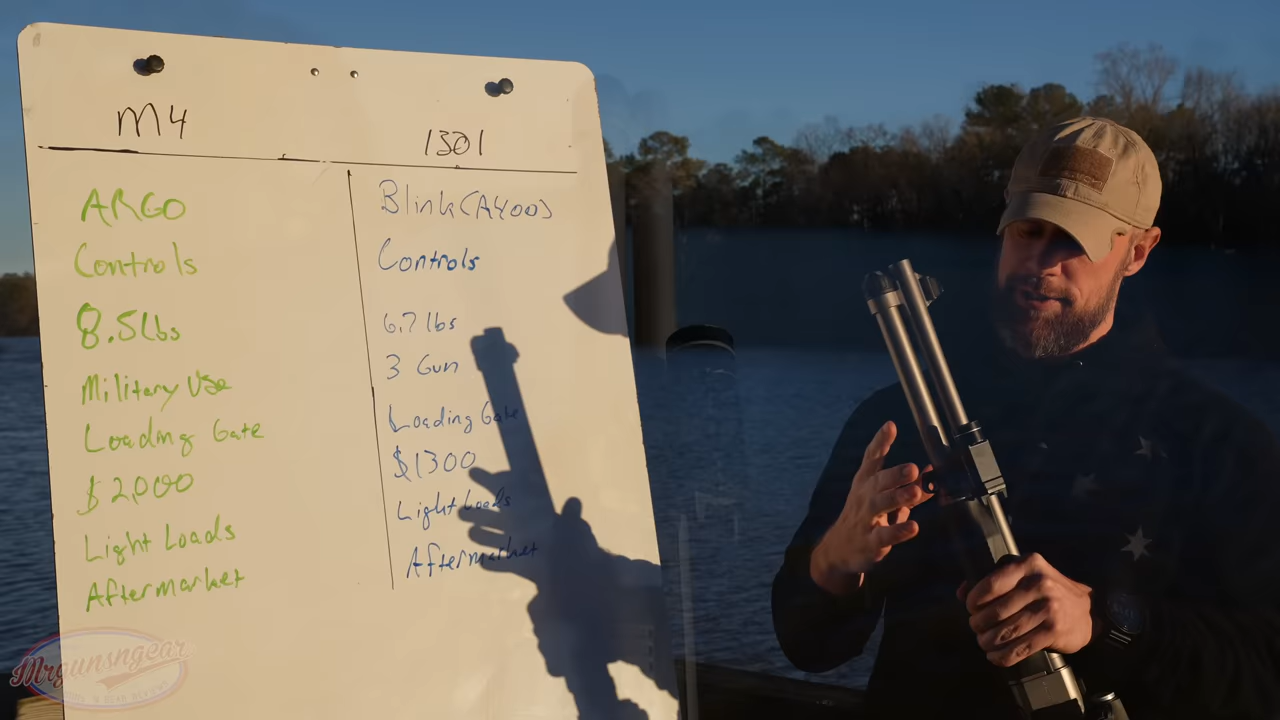 M4
1301
ARGO
Controls
8.5lbs
Military Use
Loading Gate
$2,000
Light Loads
Aftermarket
Blink(A400)
Controls
6.7 lbs
3 Gun
Loading Gate
$1300
Light Loads
Aftermarket
Mrgunsngear